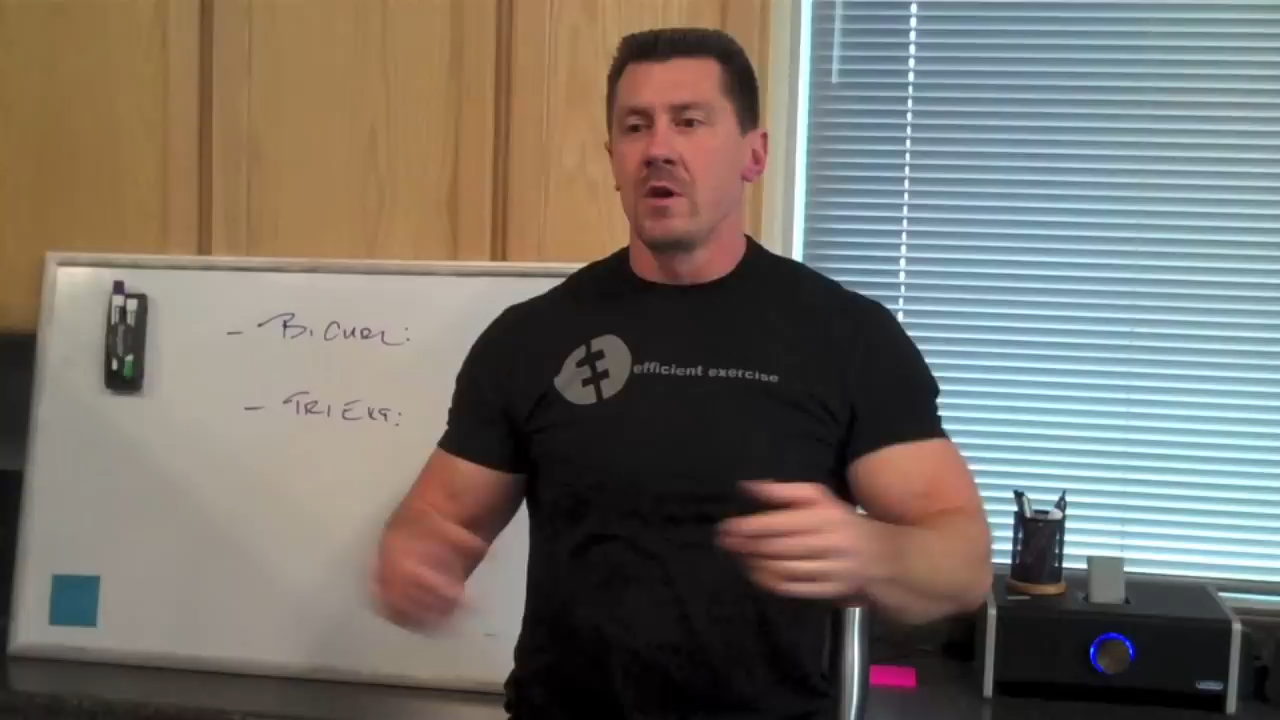 - Bi Curl:
- Tri Ext:
efficient exercise